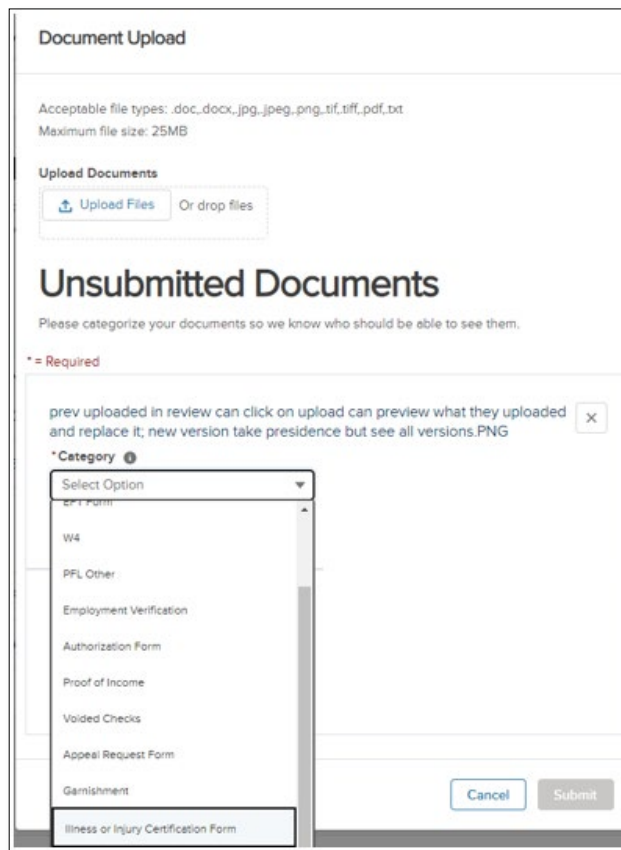 Document Upload
Acceptable file types: .doc,.docx,.jpg,.jpeg,.png,.tif,.tiff,.pdf,.txt
Maximum file size: 25MB
Upload Documents
Upload Files Or drop files
Unsubmitted Documents
Please categorize your documents so we know who should be able to see them.
* = Required
prev uploaded in review can click on upload can preview what they uploaded
and replace it; new version take presidence but see all versions.PNG
*Category
Select Option
EFT Form
W4
PFL Other
Employment Verification
Authorization Form
Proof of Income
Voided Checks
Appeal Request Form
Garnishment
Illness or Injury Certification Form
Cancel Submit